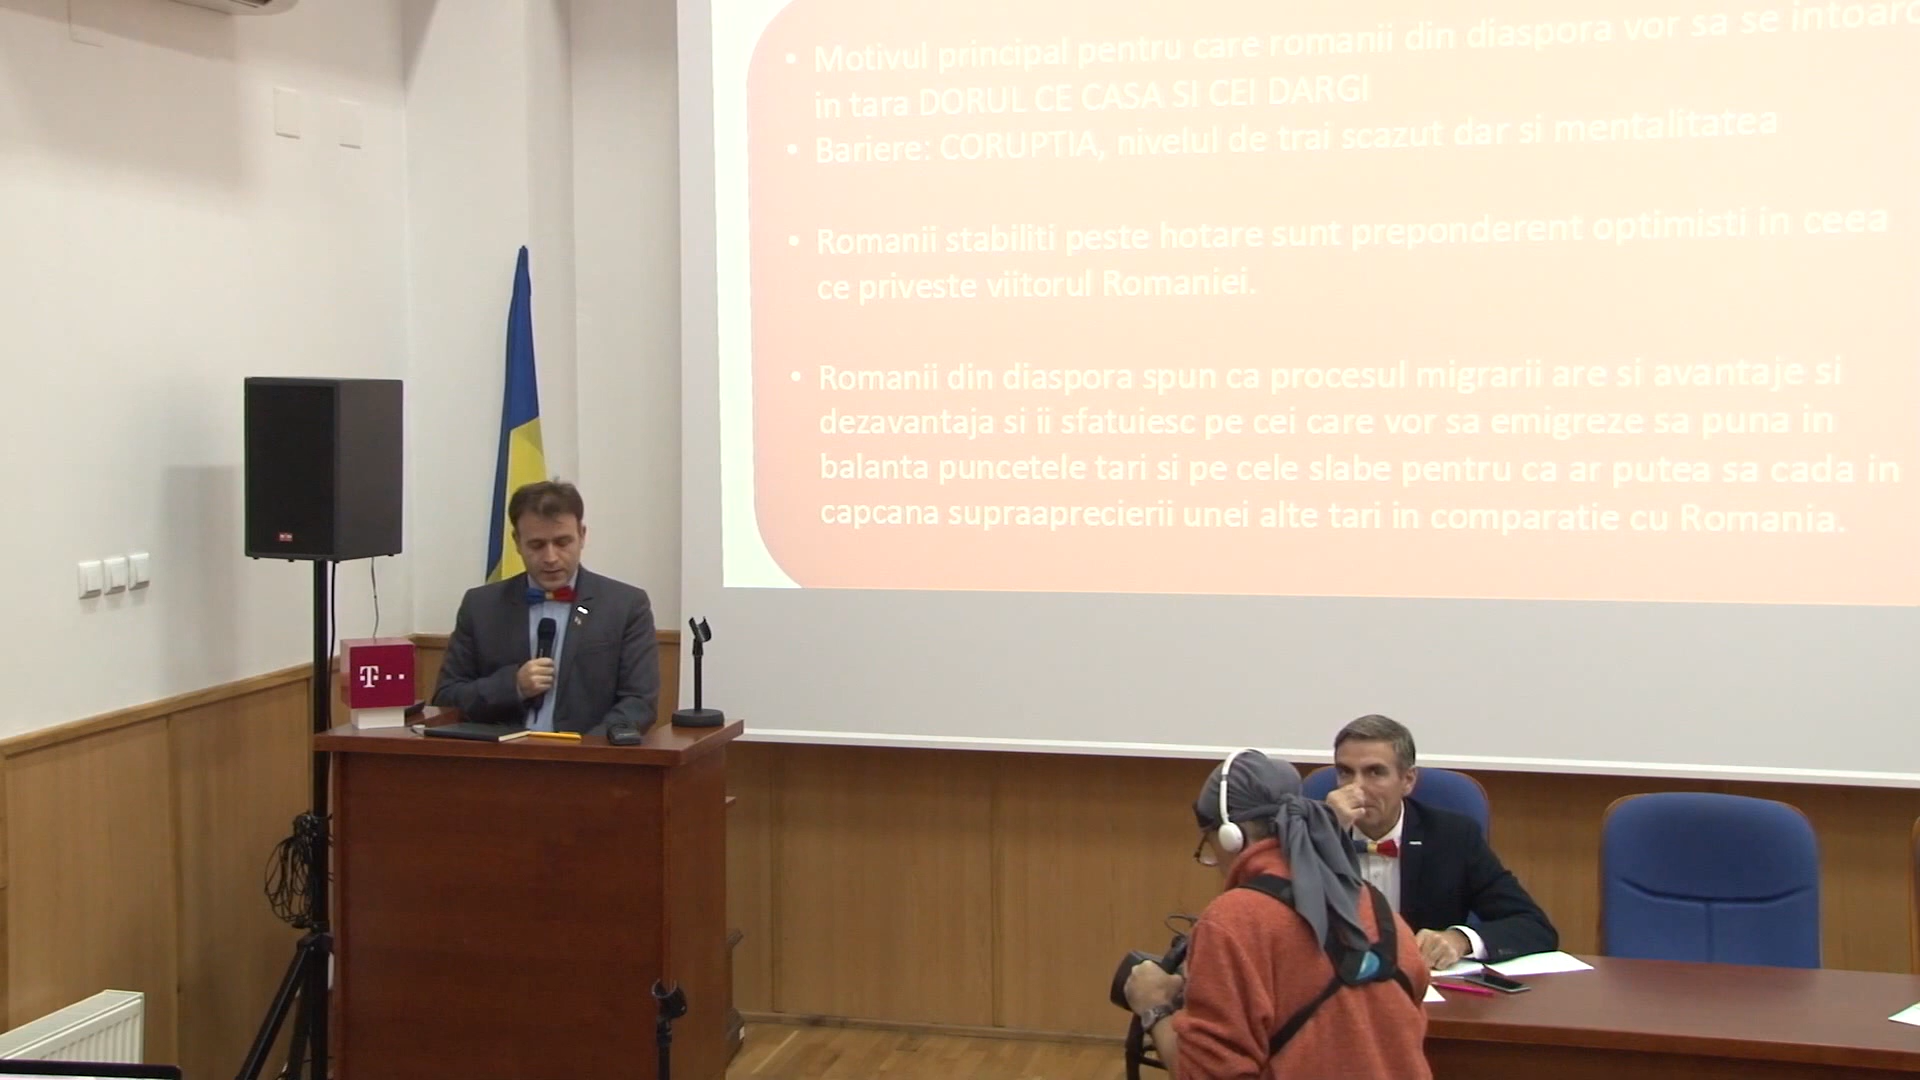 • Motivul principal pentru care romanii din diaspora vor sa se intoarc
in tara DORUL CE CASA SI CEI DARGI
• Bariere: CORUPTIA, nivelul de trai scazut dar si mentalitatea
• Romanii stabiliti peste hotare sunt preponderent optimisti in ceea
ce priveste viitorul Romaniei.
• Romanii din diaspora spun ca procesul migrarii are si avantaje si
dezavantaja si ii sfatuiesc pe cei care vor sa emigreze sa puna in
balanta puncetele tari si pe cele slabe pentru ca ar putea sa cada in
capcana supraaprecierii unei alte tari in comparatie cu Romania.
T··